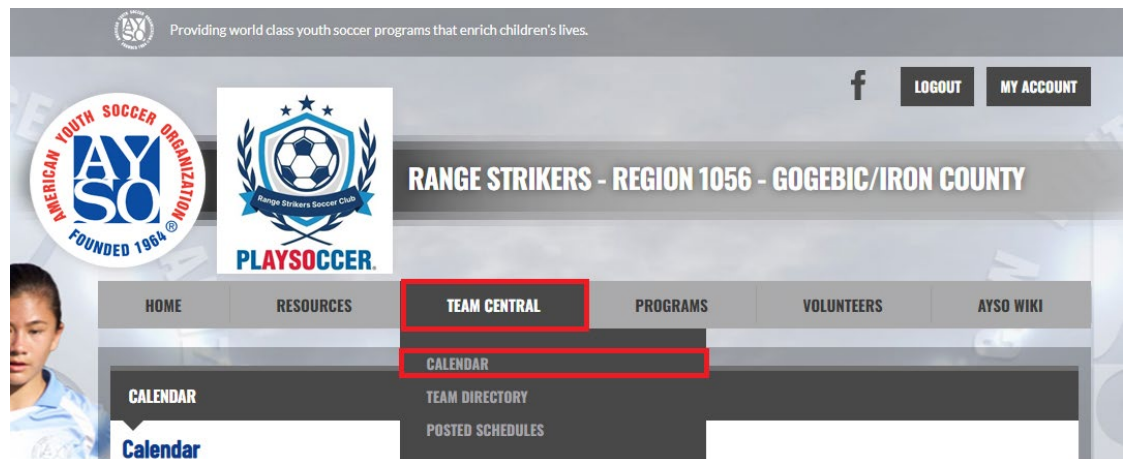 Providing world class youth soccer programs that enrich children's lives.
LOGOUT
MY ACCOUNT
AMERICAN YOUTH SOCCER ORGANIZATION
AYSO
®
FOUNDED 1964
Range Strikers Soccer Club
PLAYSOCCER.
RANGE STRIKERS - REGION 1056 - GOGEBIC/IRON COUNTY
HOME
RESOURCES
TEAM CENTRAL
PROGRAMS
VOLUNTEERS
AYSO WIKI
CALENDAR
TEAM DIRECTORY
POSTED SCHEDULES
CALENDAR
Calendar